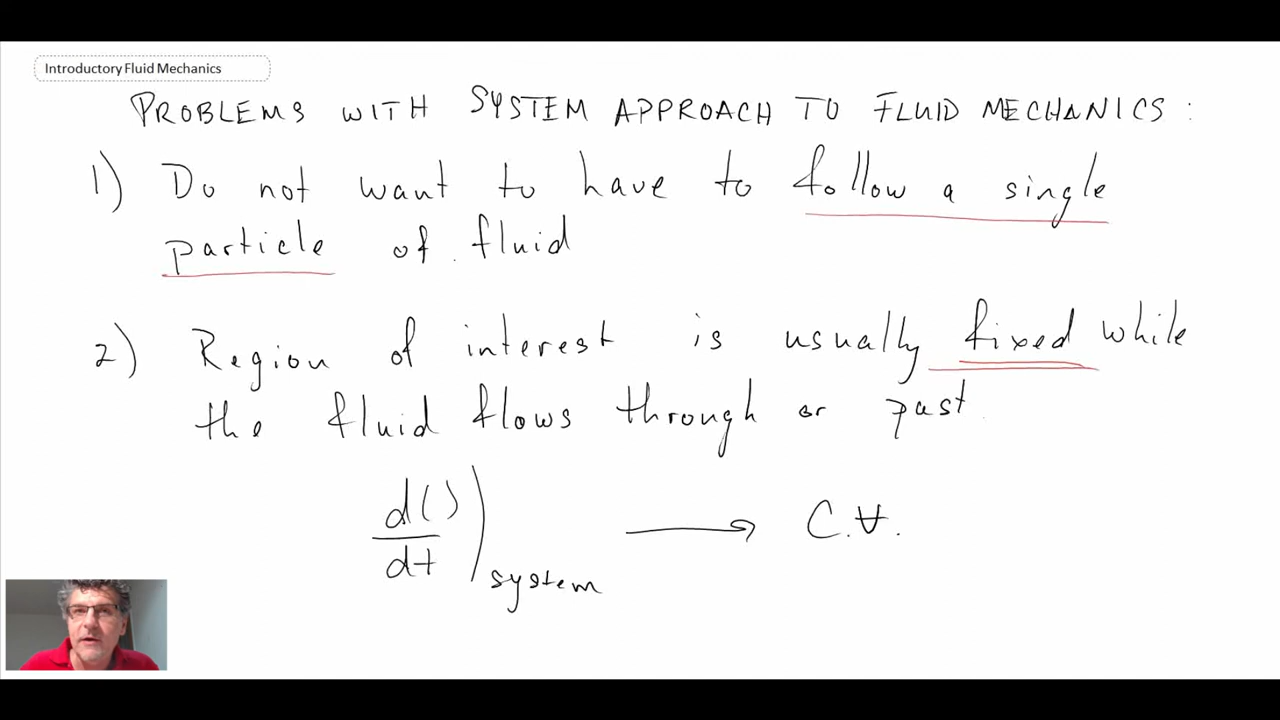 Introductory Fluid Mechanics
PROBLEMS WITH SYSTEM APPROACH TO FLUID MECHANICS :
1) Do not want to have to follow a single
particle of fluid
2) Region of interest is usually fixed while
the fluid flows through or past
d( )/dt)system → C.V.